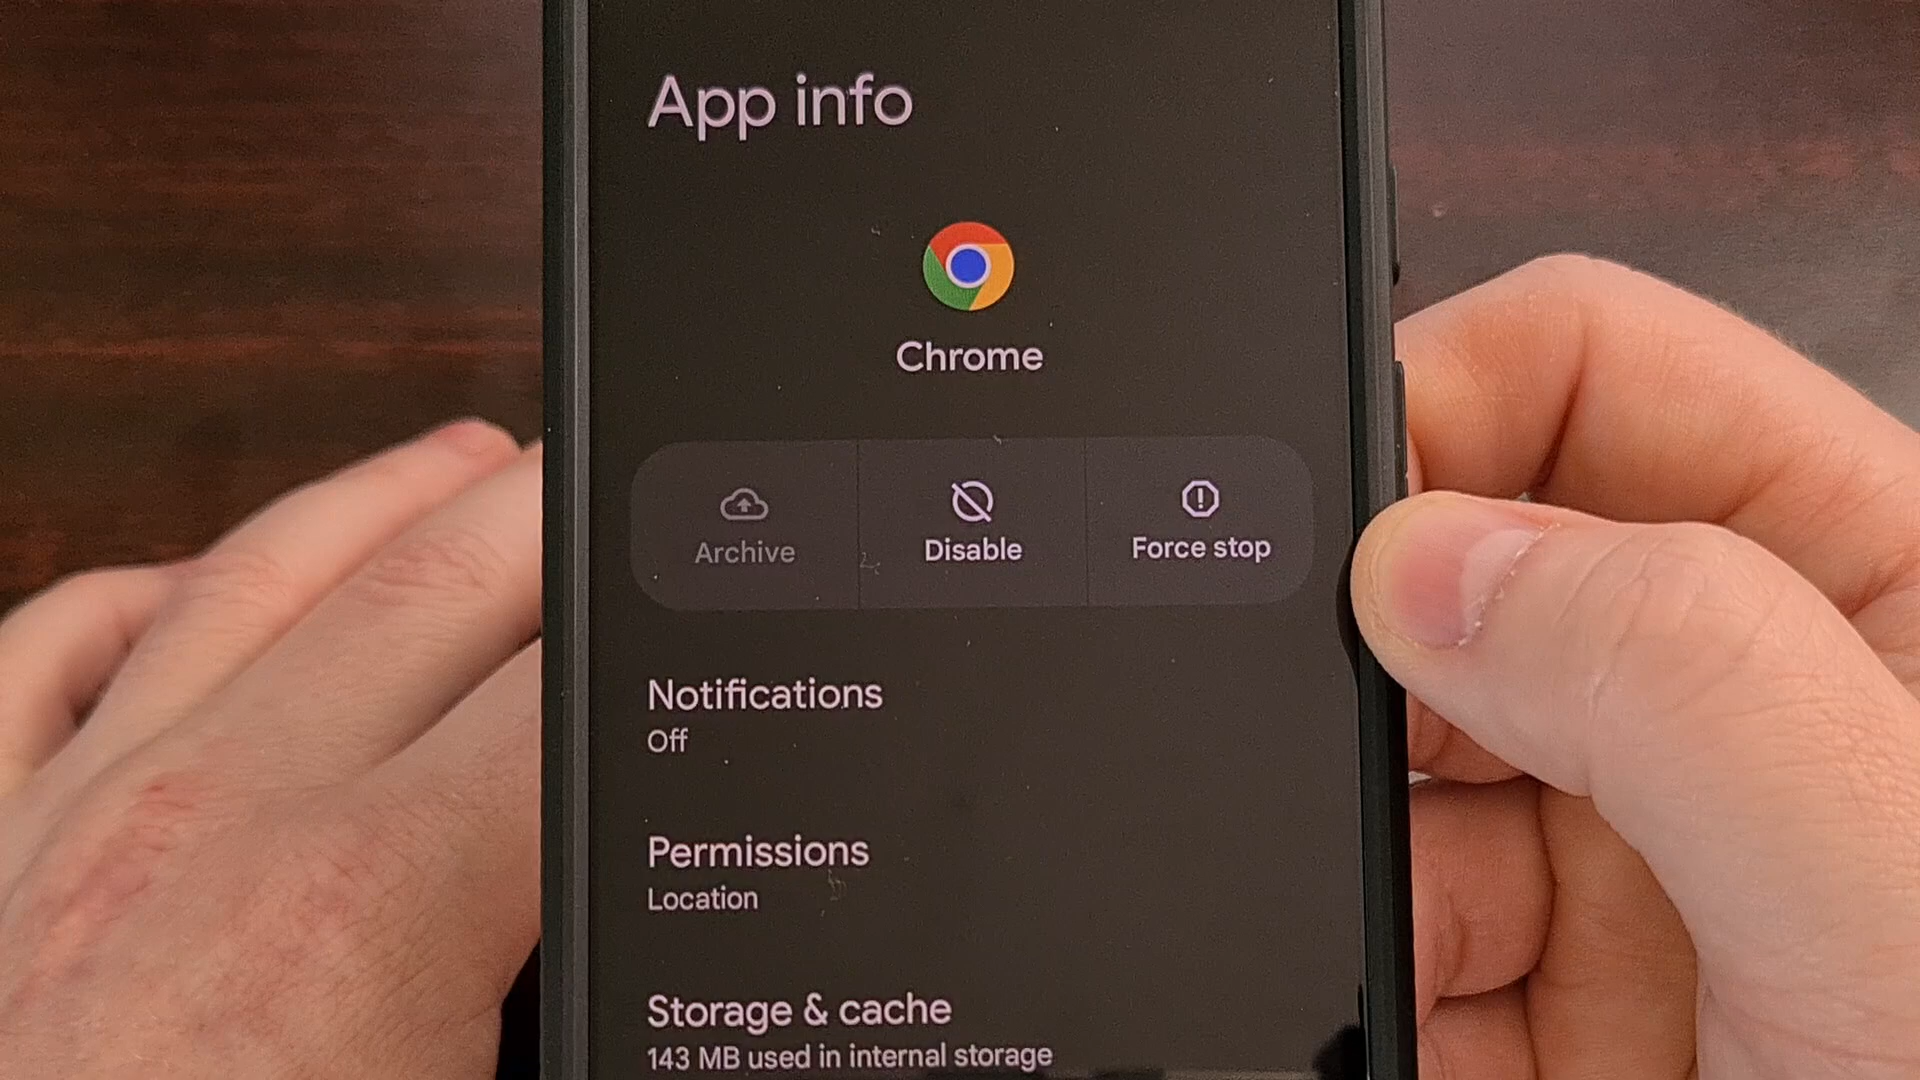 App info
Chrome
Archive
Disable
Force stop
Notifications
Off
Permissions
Location
Storage & cache
143 MB used in internal storage